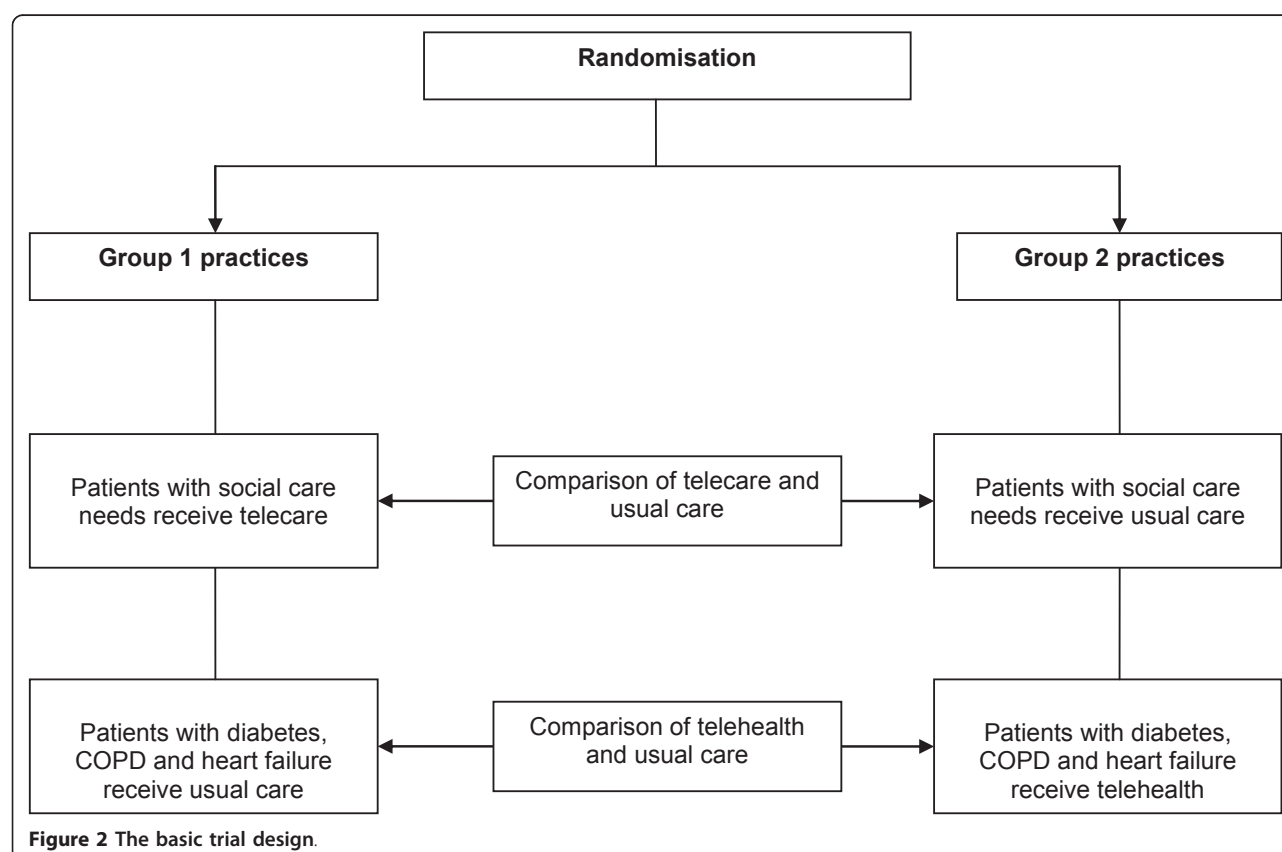 Randomisation
Group 1 practices
Group 2 practices
Patients with social care
needs receive telecare
Comparison of telecare and
usual care
Patients with social care
needs receive usual care
Patients with diabetes,
COPD and heart failure
receive usual care
Comparison of telehealth
and usual care
Patients with diabetes,
COPD and heart failure
receive telehealth
Figure 2 The basic trial design.